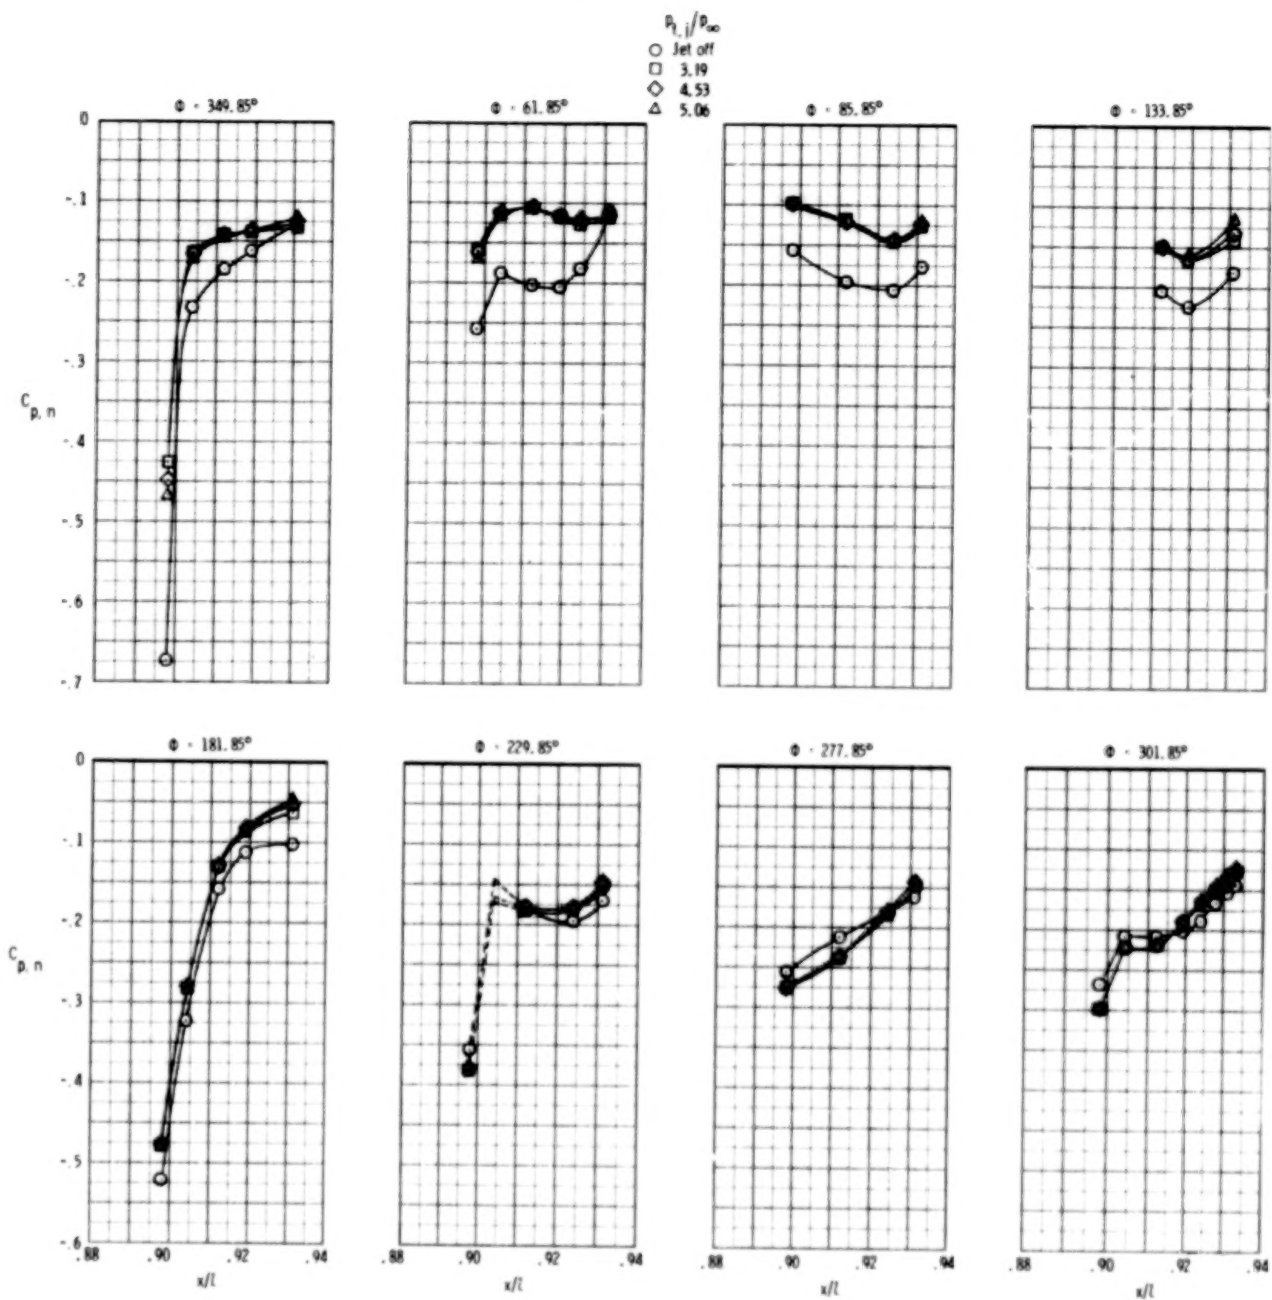 p_t,j/p_∞
Jet off
3.19
4.53
5.06
Φ - 349.85°
Φ - 61.85°
Φ - 85.85°
Φ - 133.85°
0
-.1
-.2
-.3
C_p,n
-.4
-.5
-.6
-.7
Φ - 181.85°
Φ - 229.85°
Φ - 277.85°
Φ - 301.85°
0
-.1
-.2
C_p,n
-.3
-.4
-.5
-.6
.88 .90 .92 .94 .88 .90 .92 .94 .88 .90 .92 .94 .88 .90 .92 .94
x/l x/l x/l x/l